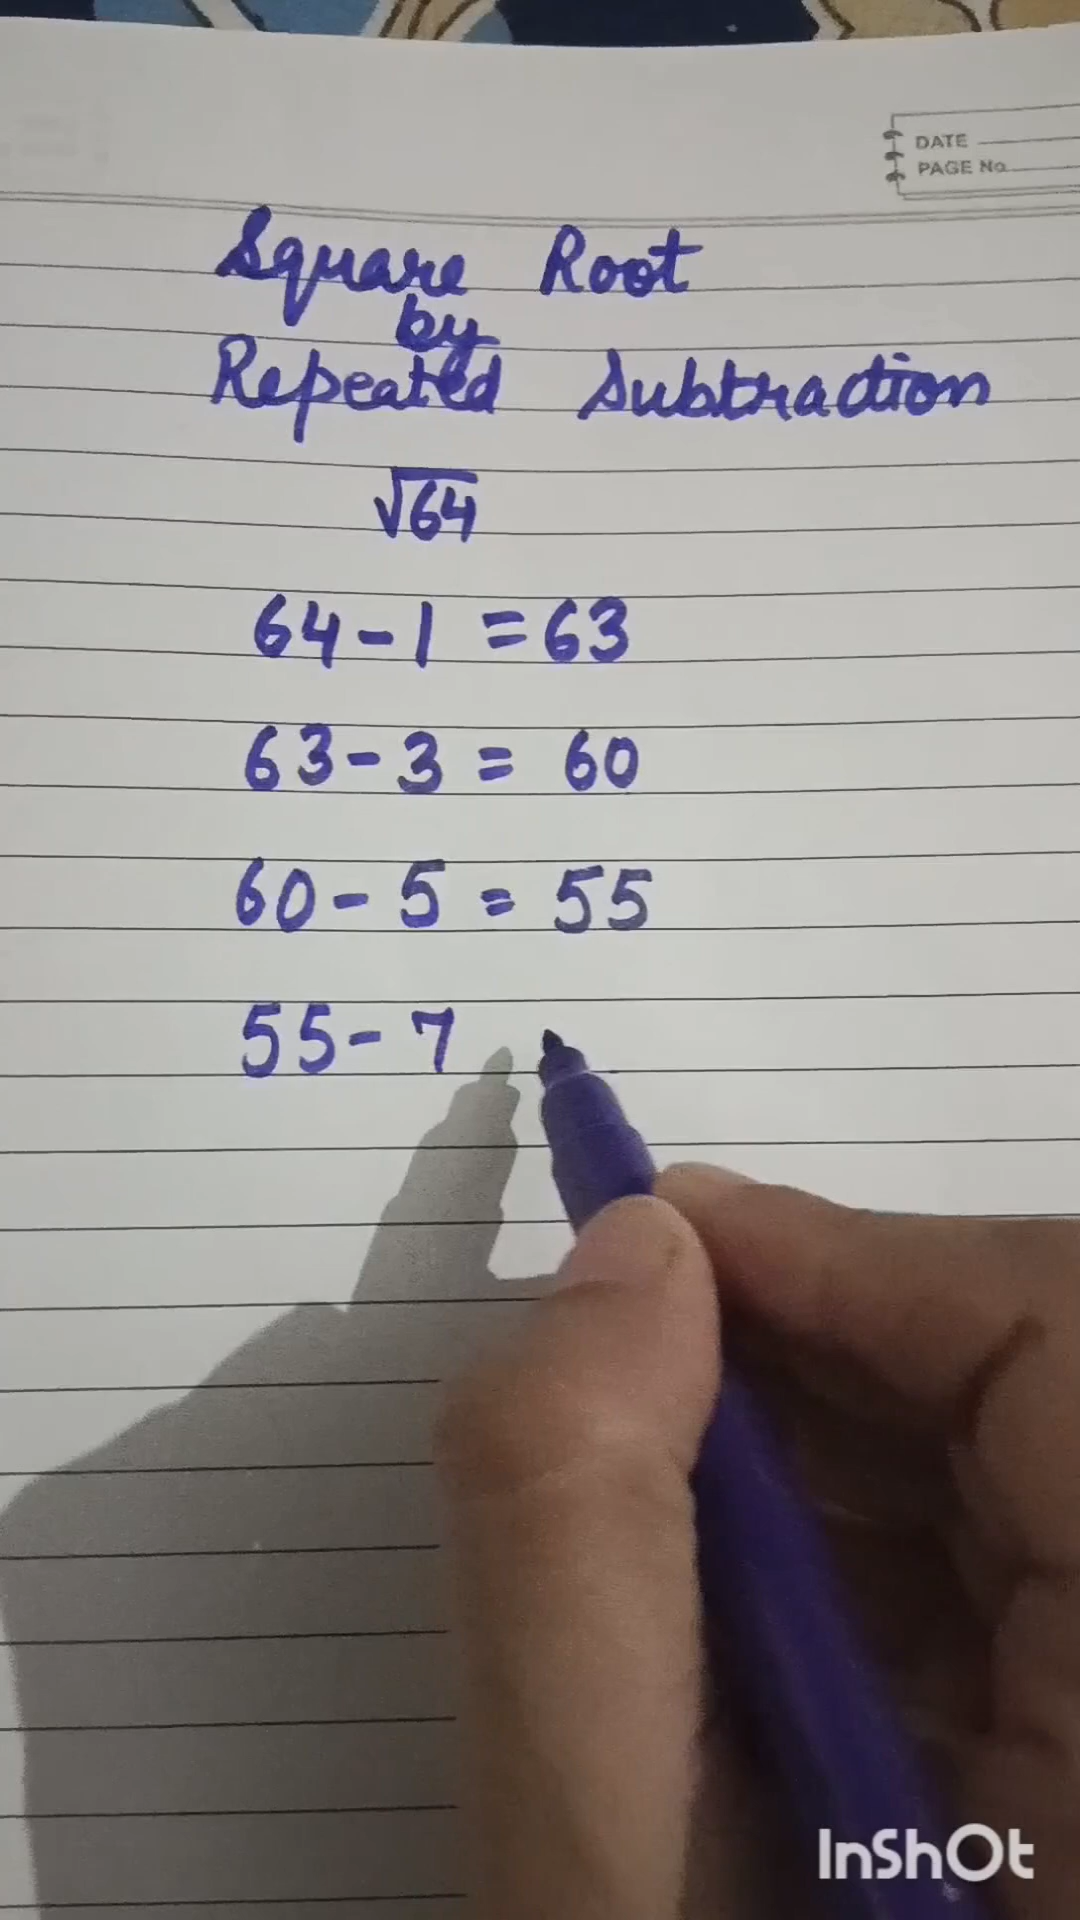 DATE
PAGE No.
Square Root
by
Repeated Subtraction
√64
64 - 1 = 63
63 - 3 = 60
60 - 5 = 55
55 - 7
InShOt